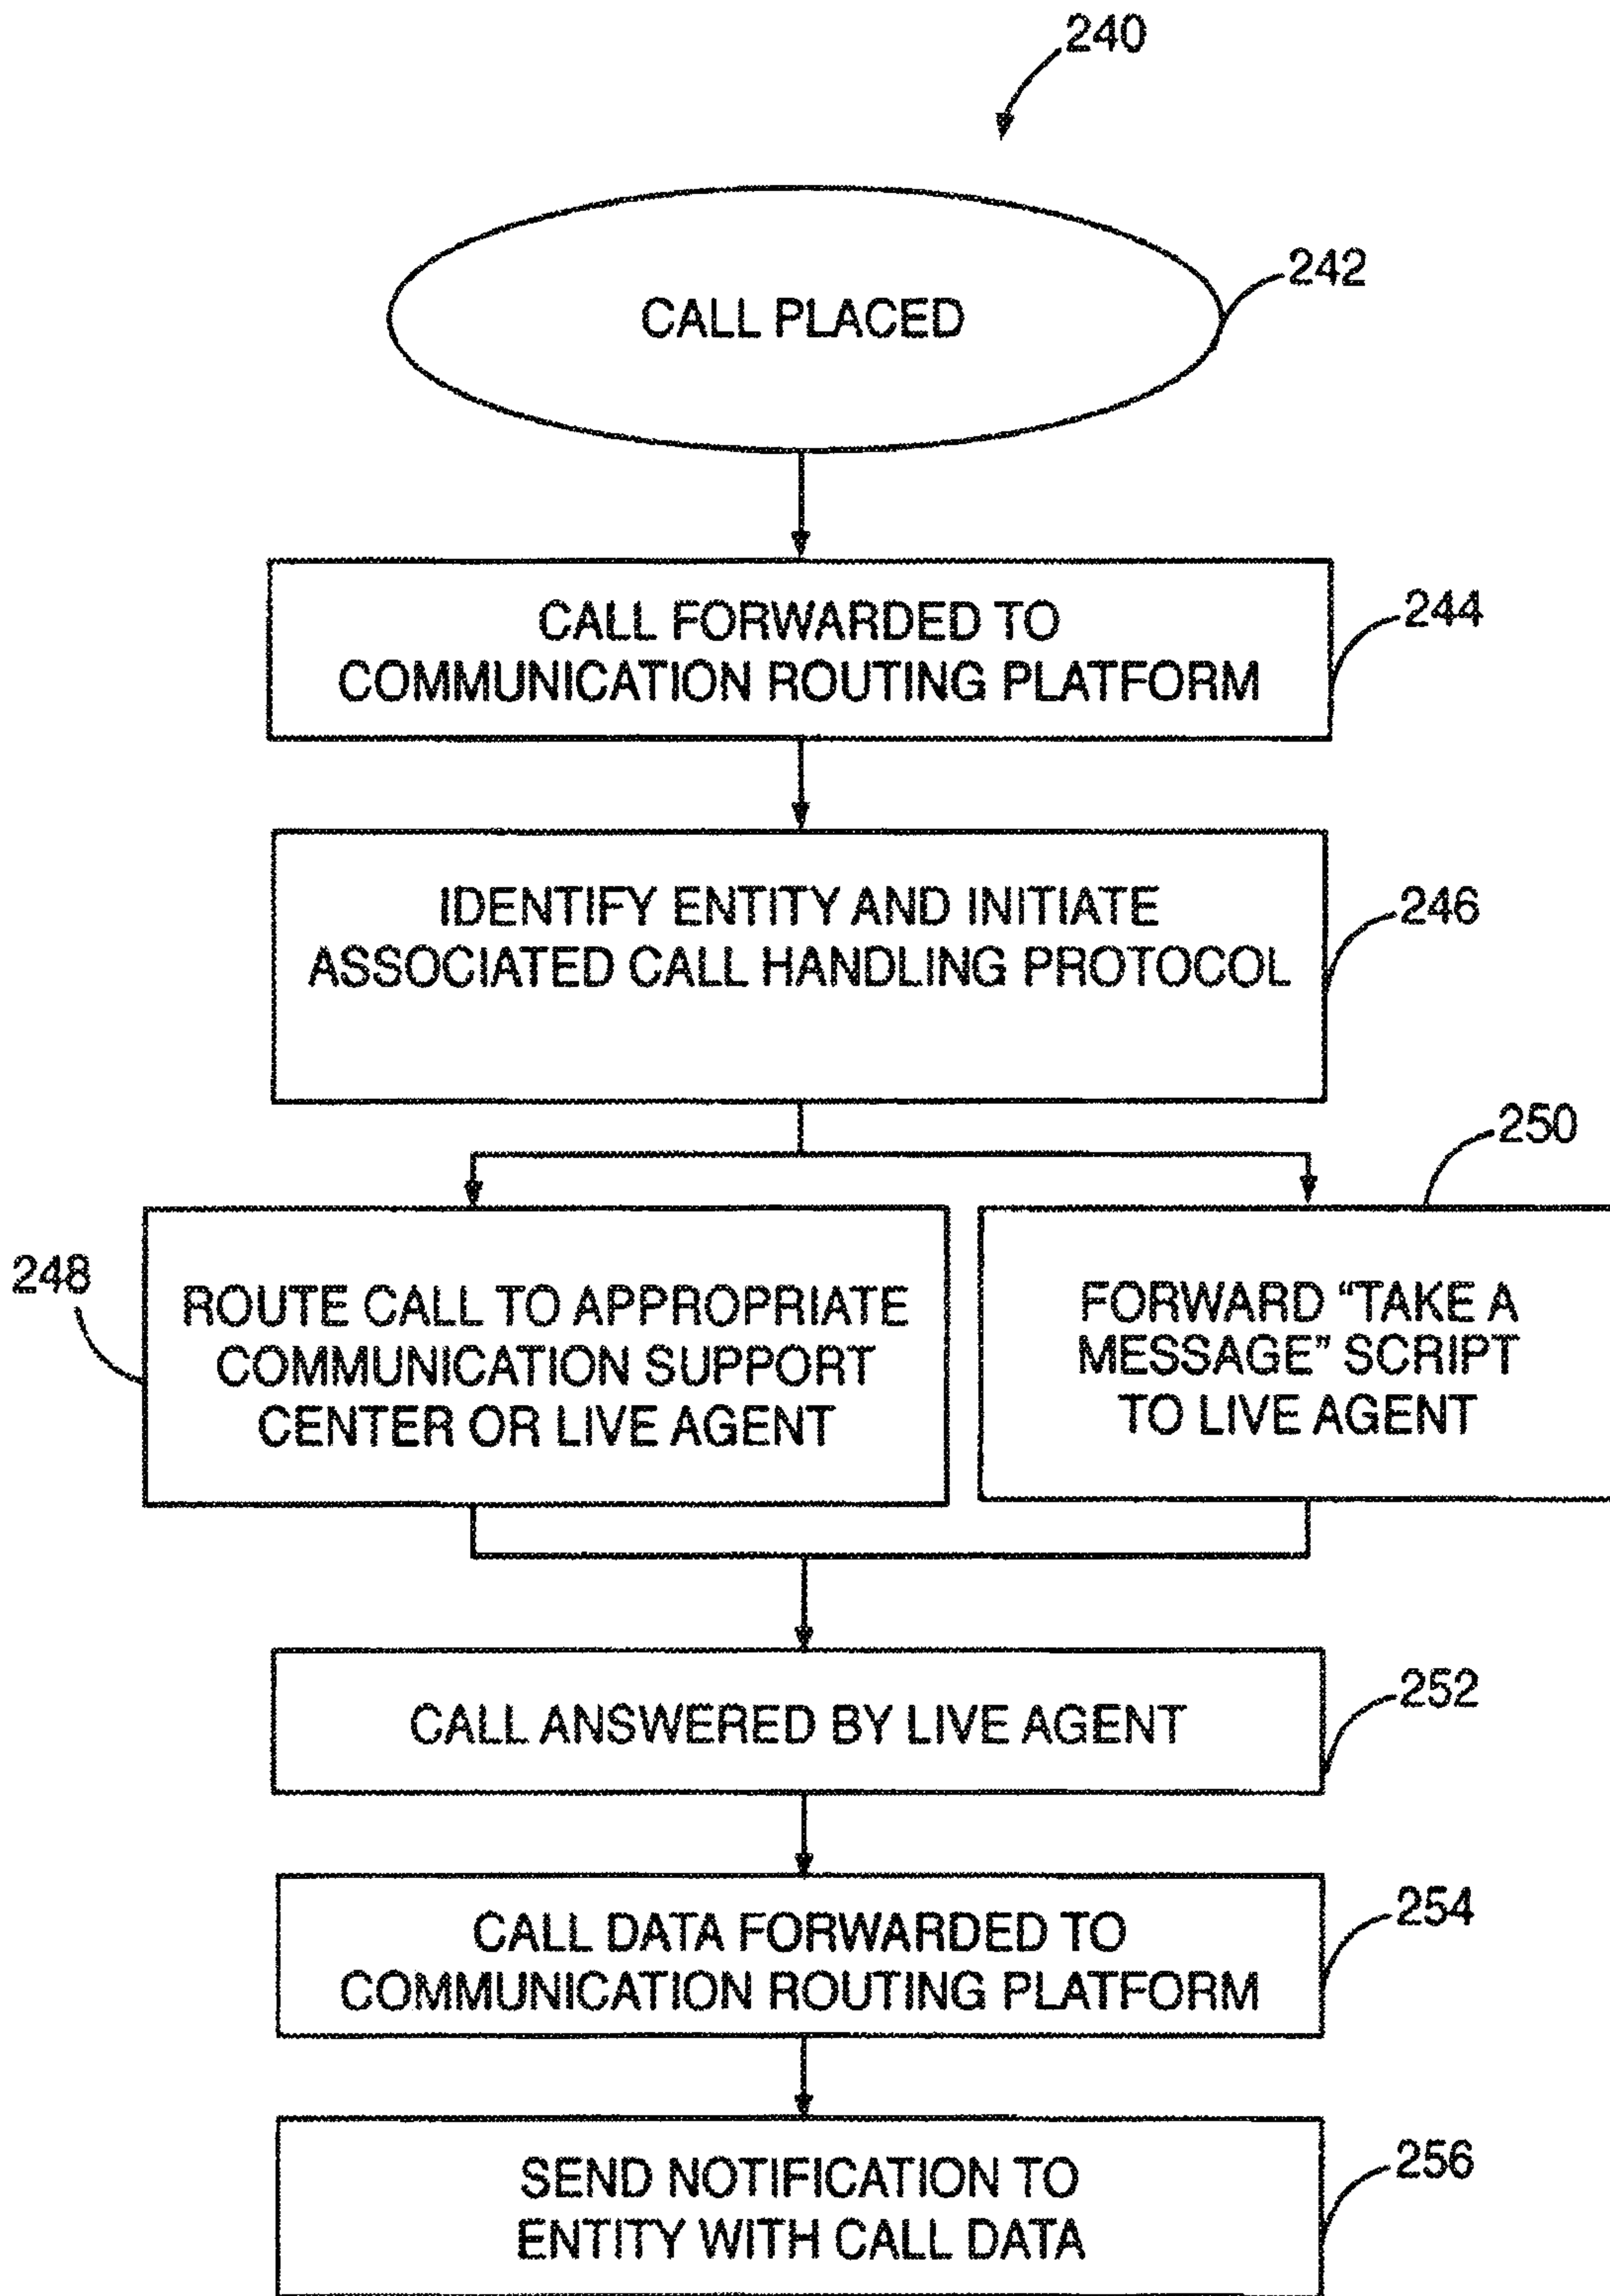 240
CALL PLACED
242
CALL FORWARDED TO
COMMUNICATION ROUTING PLATFORM
244
IDENTIFY ENTITY AND INITIATE
ASSOCIATED CALL HANDLING PROTOCOL
246
248
ROUTE CALL TO APPROPRIATE
COMMUNICATION SUPPORT
CENTER OR LIVE AGENT
250
FORWARD “TAKE A
MESSAGE” SCRIPT
TO LIVE AGENT
CALL ANSWERED BY LIVE AGENT
252
CALL DATA FORWARDED TO
COMMUNICATION ROUTING PLATFORM
254
SEND NOTIFICATION TO
ENTITY WITH CALL DATA
256